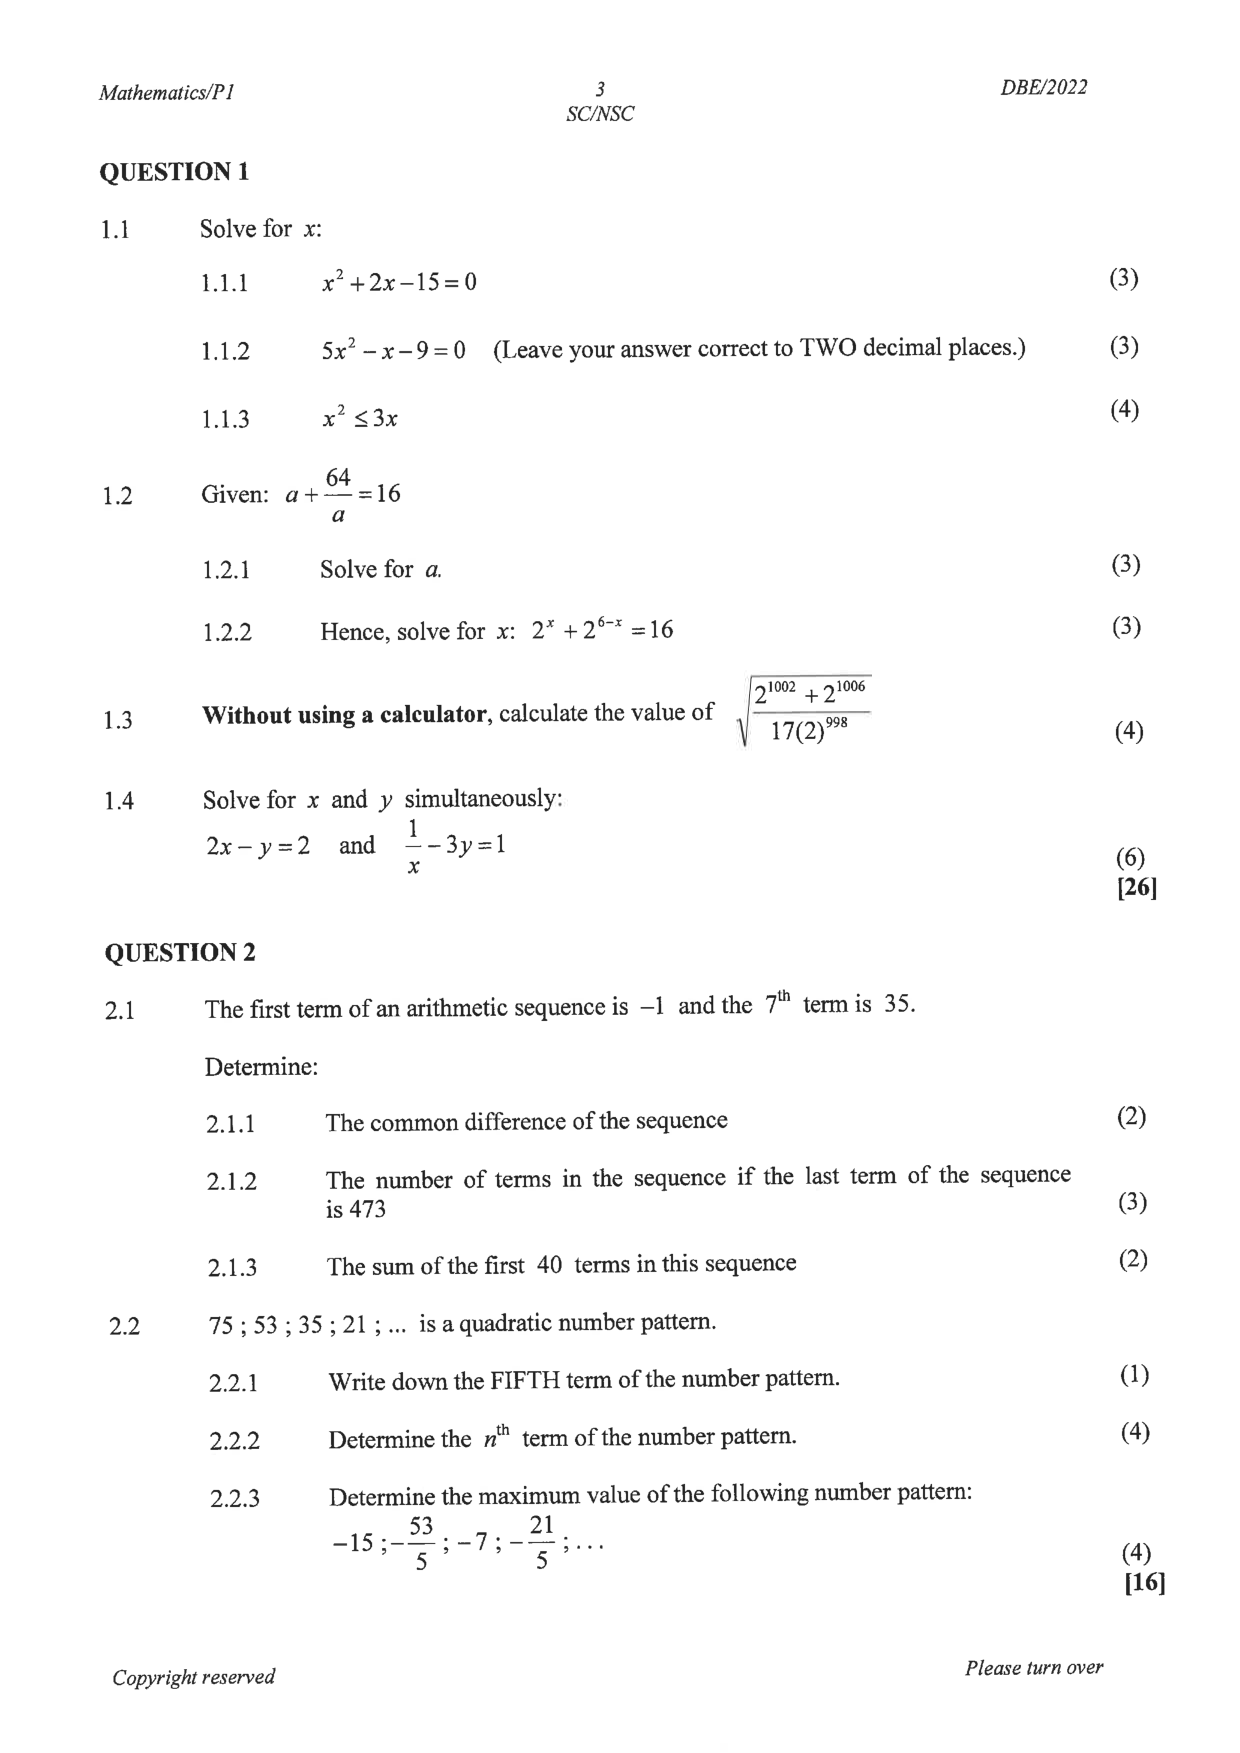 Mathematics/P1 3 DBE/2022
SC/NSC
QUESTION 1
1.1 Solve for x:
1.1.1 x² + 2x − 15 = 0 (3)
1.1.2 5x² − x − 9 = 0 (Leave your answer correct to TWO decimal places.) (3)
1.1.3 x² ≤ 3x (4)
1.2 Given: a + 64/a = 16
1.2.1 Solve for a. (3)
1.2.2 Hence, solve for x: 2^x + 2^(6−x) = 16 (3)
1.3 Without using a calculator, calculate the value of √((2^1002 + 2^1006)/(17(2)^998)) (4)
1.4 Solve for x and y simultaneously:
2x − y = 2 and 1/x − 3y = 1 (6)
[26]
QUESTION 2
2.1 The first term of an arithmetic sequence is −1 and the 7th term is 35.
Determine:
2.1.1 The common difference of the sequence (2)
2.1.2 The number of terms in the sequence if the last term of the sequence
is 473 (3)
2.1.3 The sum of the first 40 terms in this sequence (2)
2.2 75 ; 53 ; 35 ; 21 ; ... is a quadratic number pattern.
2.2.1 Write down the FIFTH term of the number pattern. (1)
2.2.2 Determine the nth term of the number pattern. (4)
2.2.3 Determine the maximum value of the following number pattern:
−15 ; −53/5 ; −7 ; −21/5 ; ... (4)
[16]
Copyright reserved Please turn over